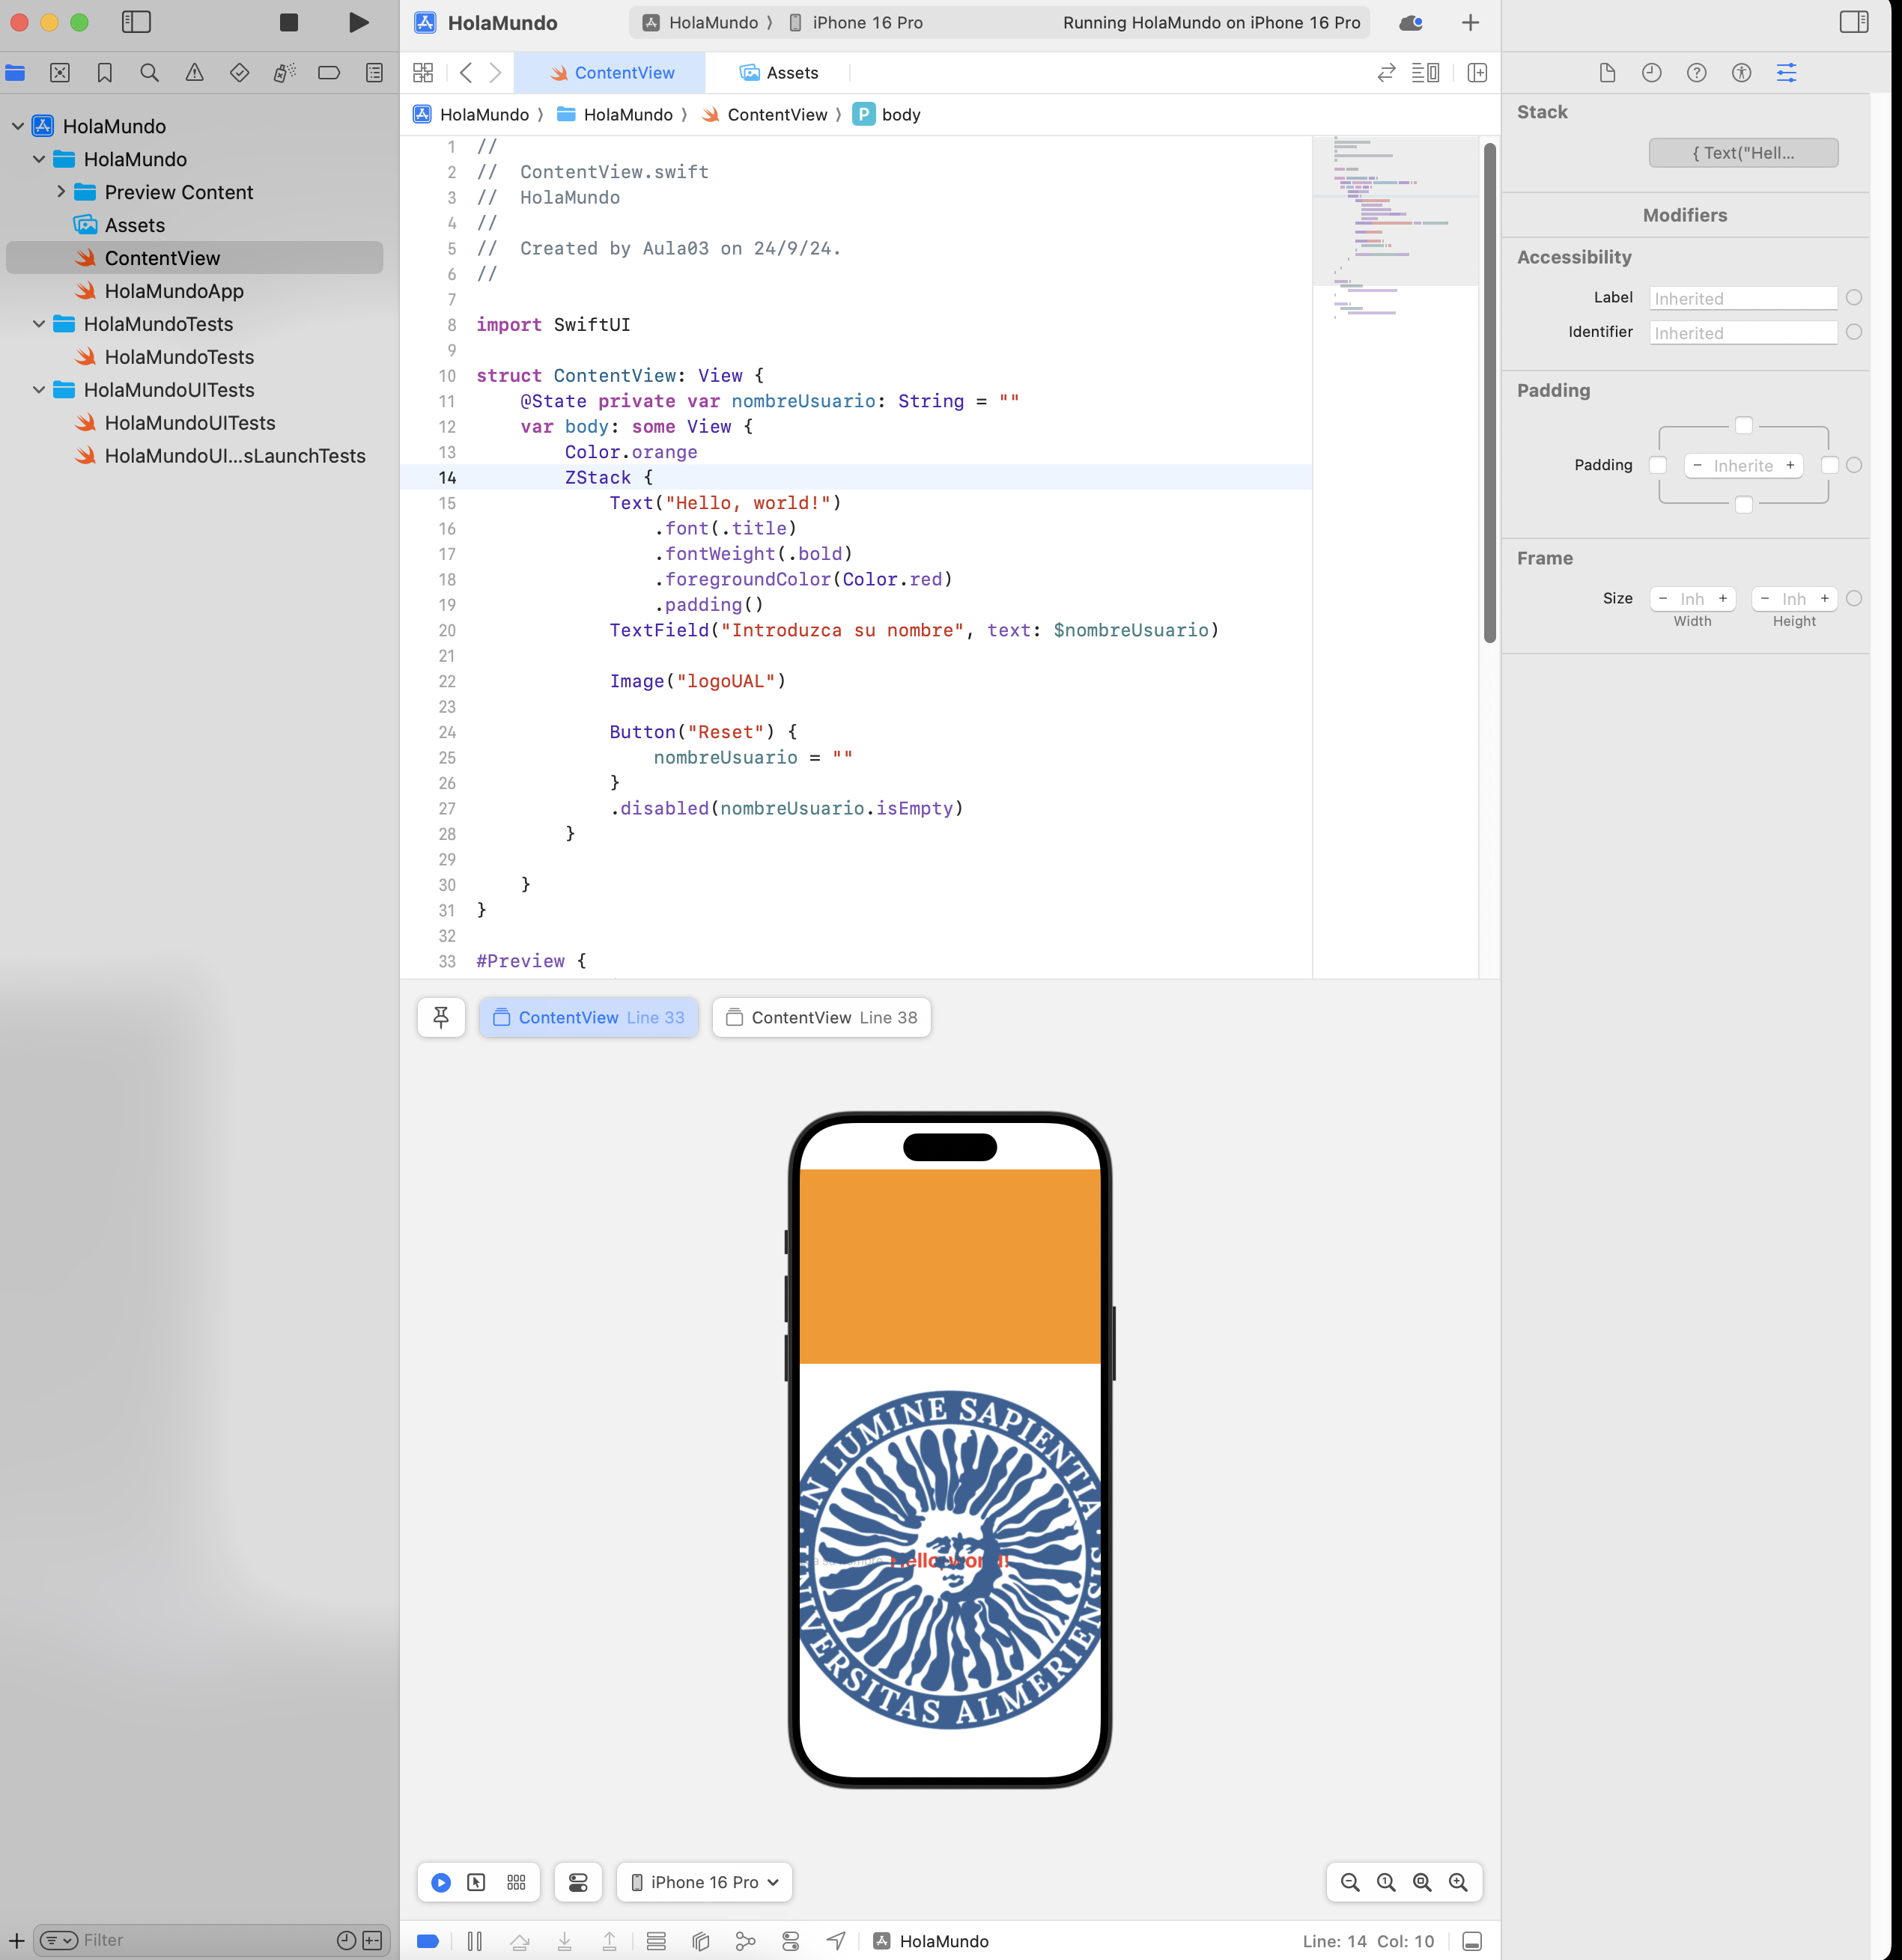 HolaMundo
HolaMundo
iPhone 16 Pro
Running HolaMundo on iPhone 16 Pro
ContentView
Assets
HolaMundo
HolaMundo
ContentView
P
body
HolaMundo
HolaMundo
Preview Content
Assets
ContentView
HolaMundoApp
HolaMundoTests
HolaMundoTests
HolaMundoUITests
HolaMundoUITests
HolaMundoUI...sLaunchTests
1 //
2 //  ContentView.swift
3 //  HolaMundo
4 //
5 //  Created by Aula03 on 24/9/24.
6 //
7
8 import SwiftUI
9
10 struct ContentView: View {
11     @State private var nombreUsuario: String = ""
12     var body: some View {
13         Color.orange
14         ZStack {
15             Text("Hello, world!")
16                 .font(.title)
17                 .fontWeight(.bold)
18                 .foregroundColor(Color.red)
19                 .padding()
20             TextField("Introduzca su nombre", text: $nombreUsuario)
21
22             Image("logoUAL")
23
24             Button("Reset") {
25                 nombreUsuario = ""
26             }
27             .disabled(nombreUsuario.isEmpty)
28         }
29
30     }
31 }
32
33 #Preview {
Stack
{ Text("Hell...
Modifiers
Accessibility
Label Inherited
Identifier Inherited
Padding
Padding − Inherite +
Frame
Size − Inh + − Inh +
Width Height
ContentView Line 33
ContentView Line 38
IN LUMINE SAPIENTIA
Hello, world!
UNIVERSITAS ALMERIENSIS
iPhone 16 Pro
Filter
HolaMundo
Line: 14 Col: 10